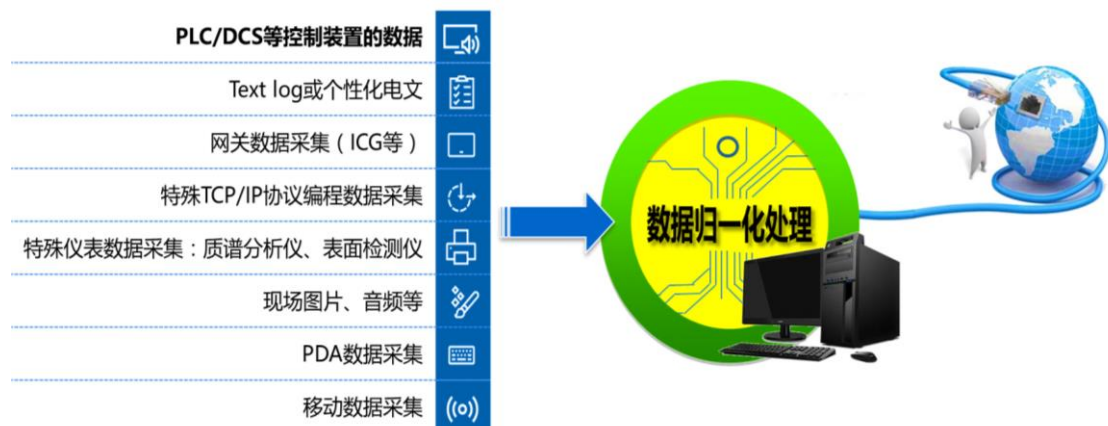 PLC/DCS等控制装置的数据
Text log或个性化电文
网关数据采集（ICG等）
特殊TCP/IP协议编程数据采集
特殊仪表数据采集：质谱分析仪、表面检测仪
现场图片、音频等
PDA数据采集
移动数据采集
数据归一化处理